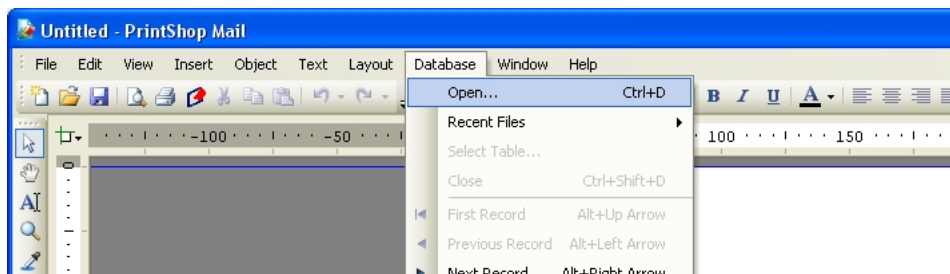 Untitled - PrintShop Mail
File Edit View Insert Object Text Layout Database Window Help
B I U A
Open... Ctrl+D
Recent Files
-100 -50 100 150
Select Table...
Close Ctrl+Shift+D
0
First Record Alt+Up Arrow
Previous Record Alt+Left Arrow
Next Record Alt+Right Arrow